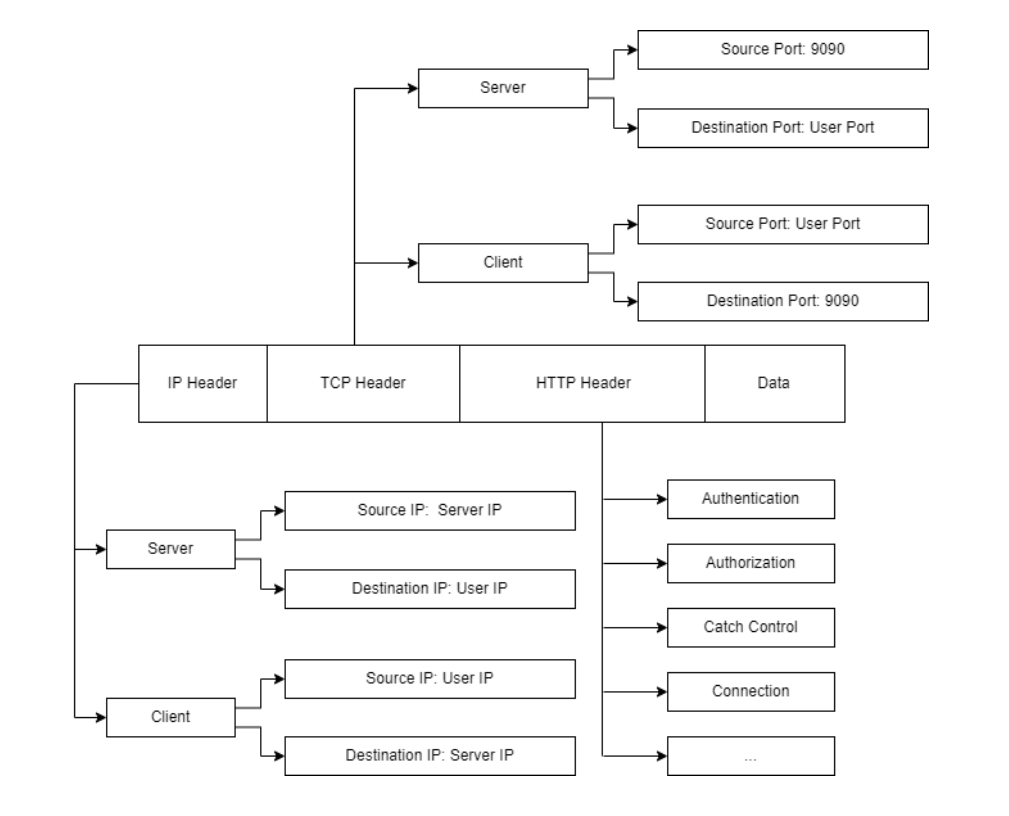 Source Port: 9090
Server
Destination Port: User Port
Source Port: User Port
Client
Destination Port: 9090
IP Header
TCP Header
HTTP Header
Data
Source IP: Server IP
Server
Destination IP: User IP
Source IP: User IP
Client
Destination IP: Server IP
Authentication
Authorization
Catch Control
Connection
...